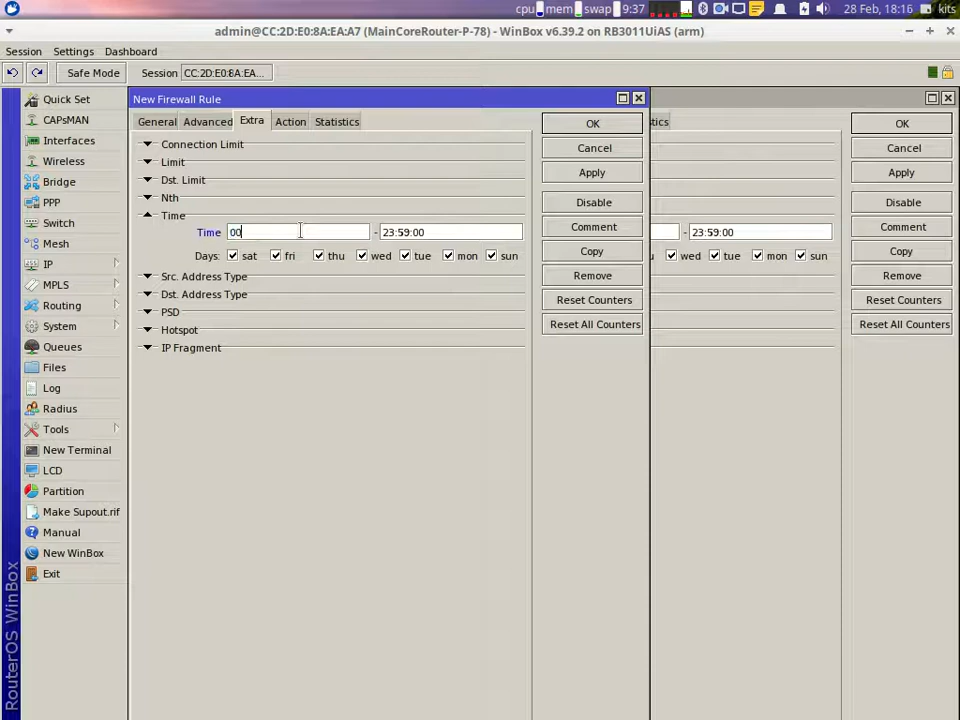 cpu mem swap 9:37 28 Feb, 18:16 kits
admin@CC:2D:E0:8A:EA:A7 (MainCoreRouter-P-78) - WinBox v6.39.2 on RB3011UiAS (arm)
Session Settings Dashboard
Safe Mode Session CC:2D:E0:8A:EA...
New Firewall Rule
General Advanced Extra Action Statistics
Connection Limit
Limit
Dst. Limit
Nth
Time
Time 00 - 23:59:00
Days: sat fri thu wed tue mon sun
Src. Address Type
Dst. Address Type
PSD
Hotspot
IP Fragment
OK
Cancel
Apply
Disable
Comment
Copy
Remove
Reset Counters
Reset All Counters
stics
- 23:59:00
u wed tue mon sun
OK
Cancel
Apply
Disable
Comment
Copy
Remove
Reset Counters
Reset All Counters
Quick Set
CAPsMAN
Interfaces
Wireless
Bridge
PPP
Switch
Mesh
IP
MPLS
Routing
System
Queues
Files
Log
Radius
Tools
New Terminal
LCD
Partition
Make Supout.rif
Manual
New WinBox
Exit
RouterOS WinBox